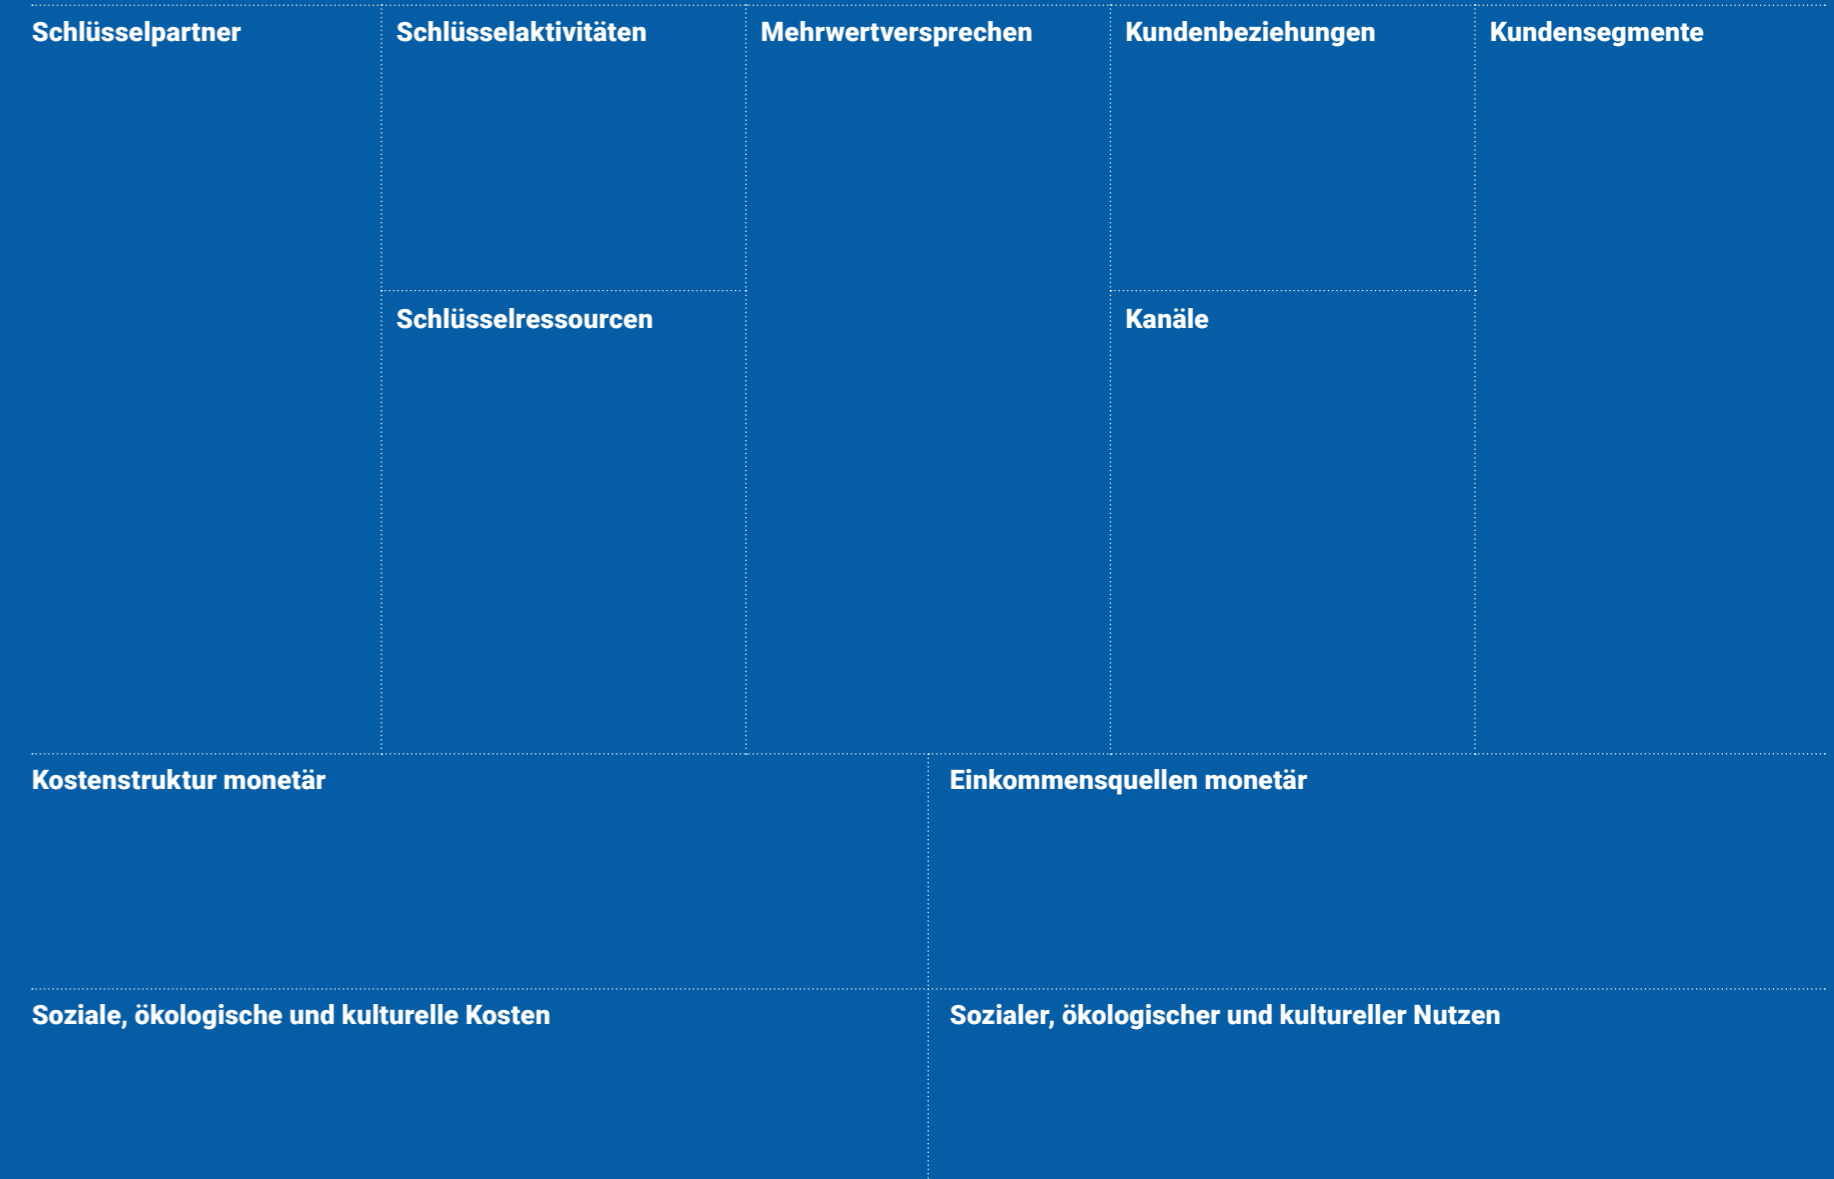 Schlüsselpartner
Schlüsselaktivitäten
Mehrwertversprechen
Kundenbeziehungen
Kundensegmente
Schlüsselressourcen
Kanäle
Kostenstruktur monetär
Einkommensquellen monetär
Soziale, ökologische und kulturelle Kosten
Sozialer, ökologischer und kultureller Nutzen